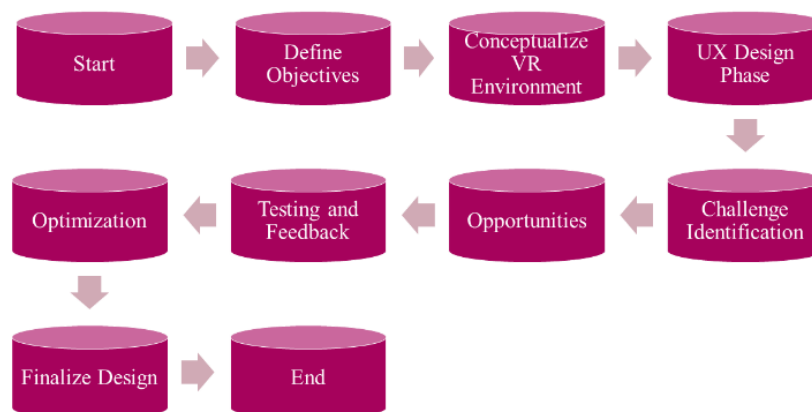 Start
Define
Objectives
Conceptualize
VR
Environment
UX Design
Phase
Optimization
Testing and
Feedback
Opportunities
Challenge
Identification
Finalize Design
End